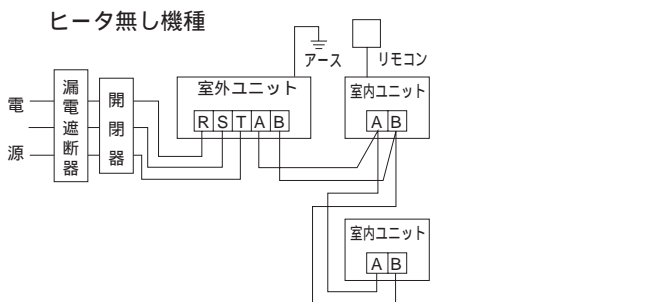 ヒータ無し機種
アース
リモコン
電源
漏電遮断器
開閉器
室外ユニット
R S T A B
室内ユニット
A B
室内ユニット
A B